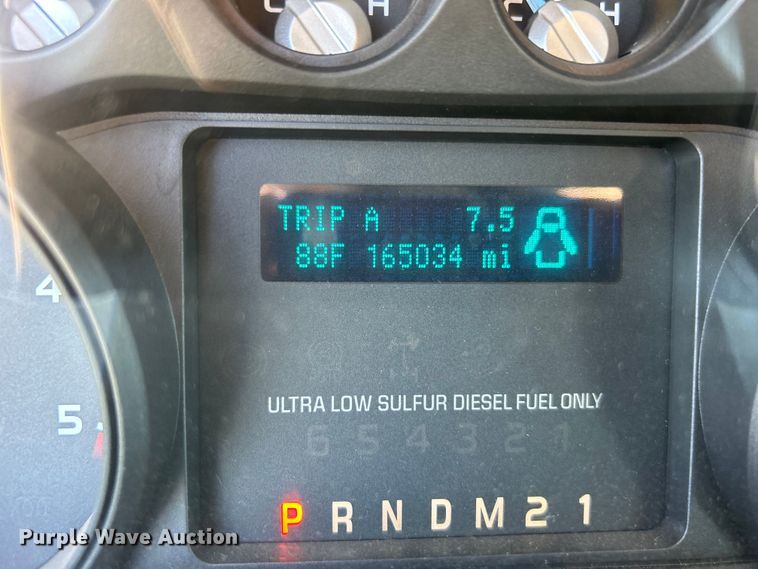 C H
C H
TRIP A 7.5
88F 165034 mi
4
5
ULTRA LOW SULFUR DIESEL FUEL ONLY
6 5 4 3 2 1
P R N D M 2 1
Purple Wave Auction®